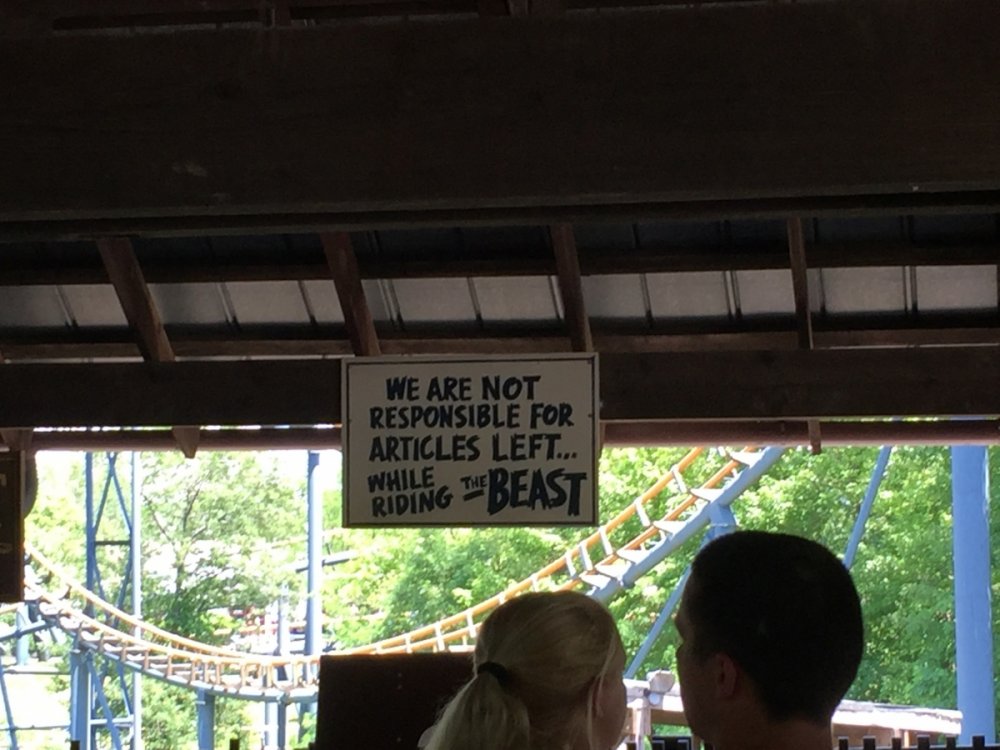 WE ARE NOT
RESPONSIBLE FOR
ARTICLES LEFT...
WHILE
RIDING THE BEAST